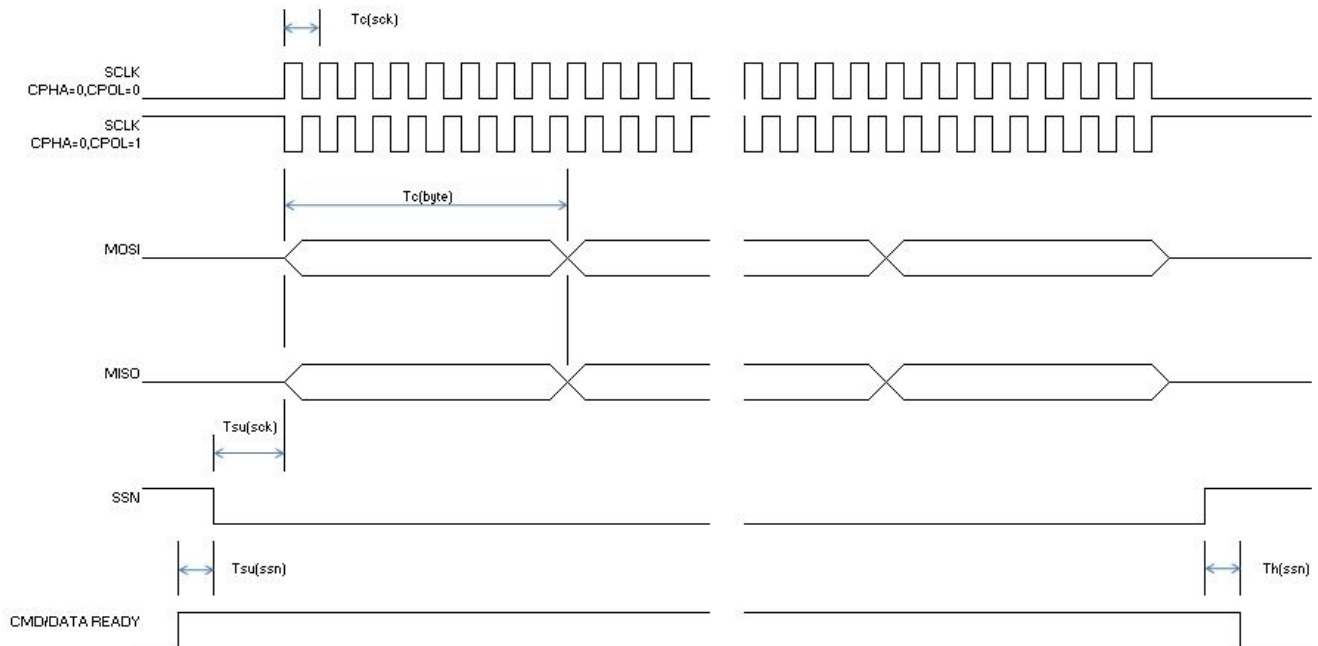 Tc(sck)
SCLK
CPHA=0,CPOL=0
SCLK
CPHA=0,CPOL=1
Tc(byte)
MOSI
MISO
Tsu(sck)
SSN
Tsu(ssn)
Th(ssn)
CMD/DATA READY